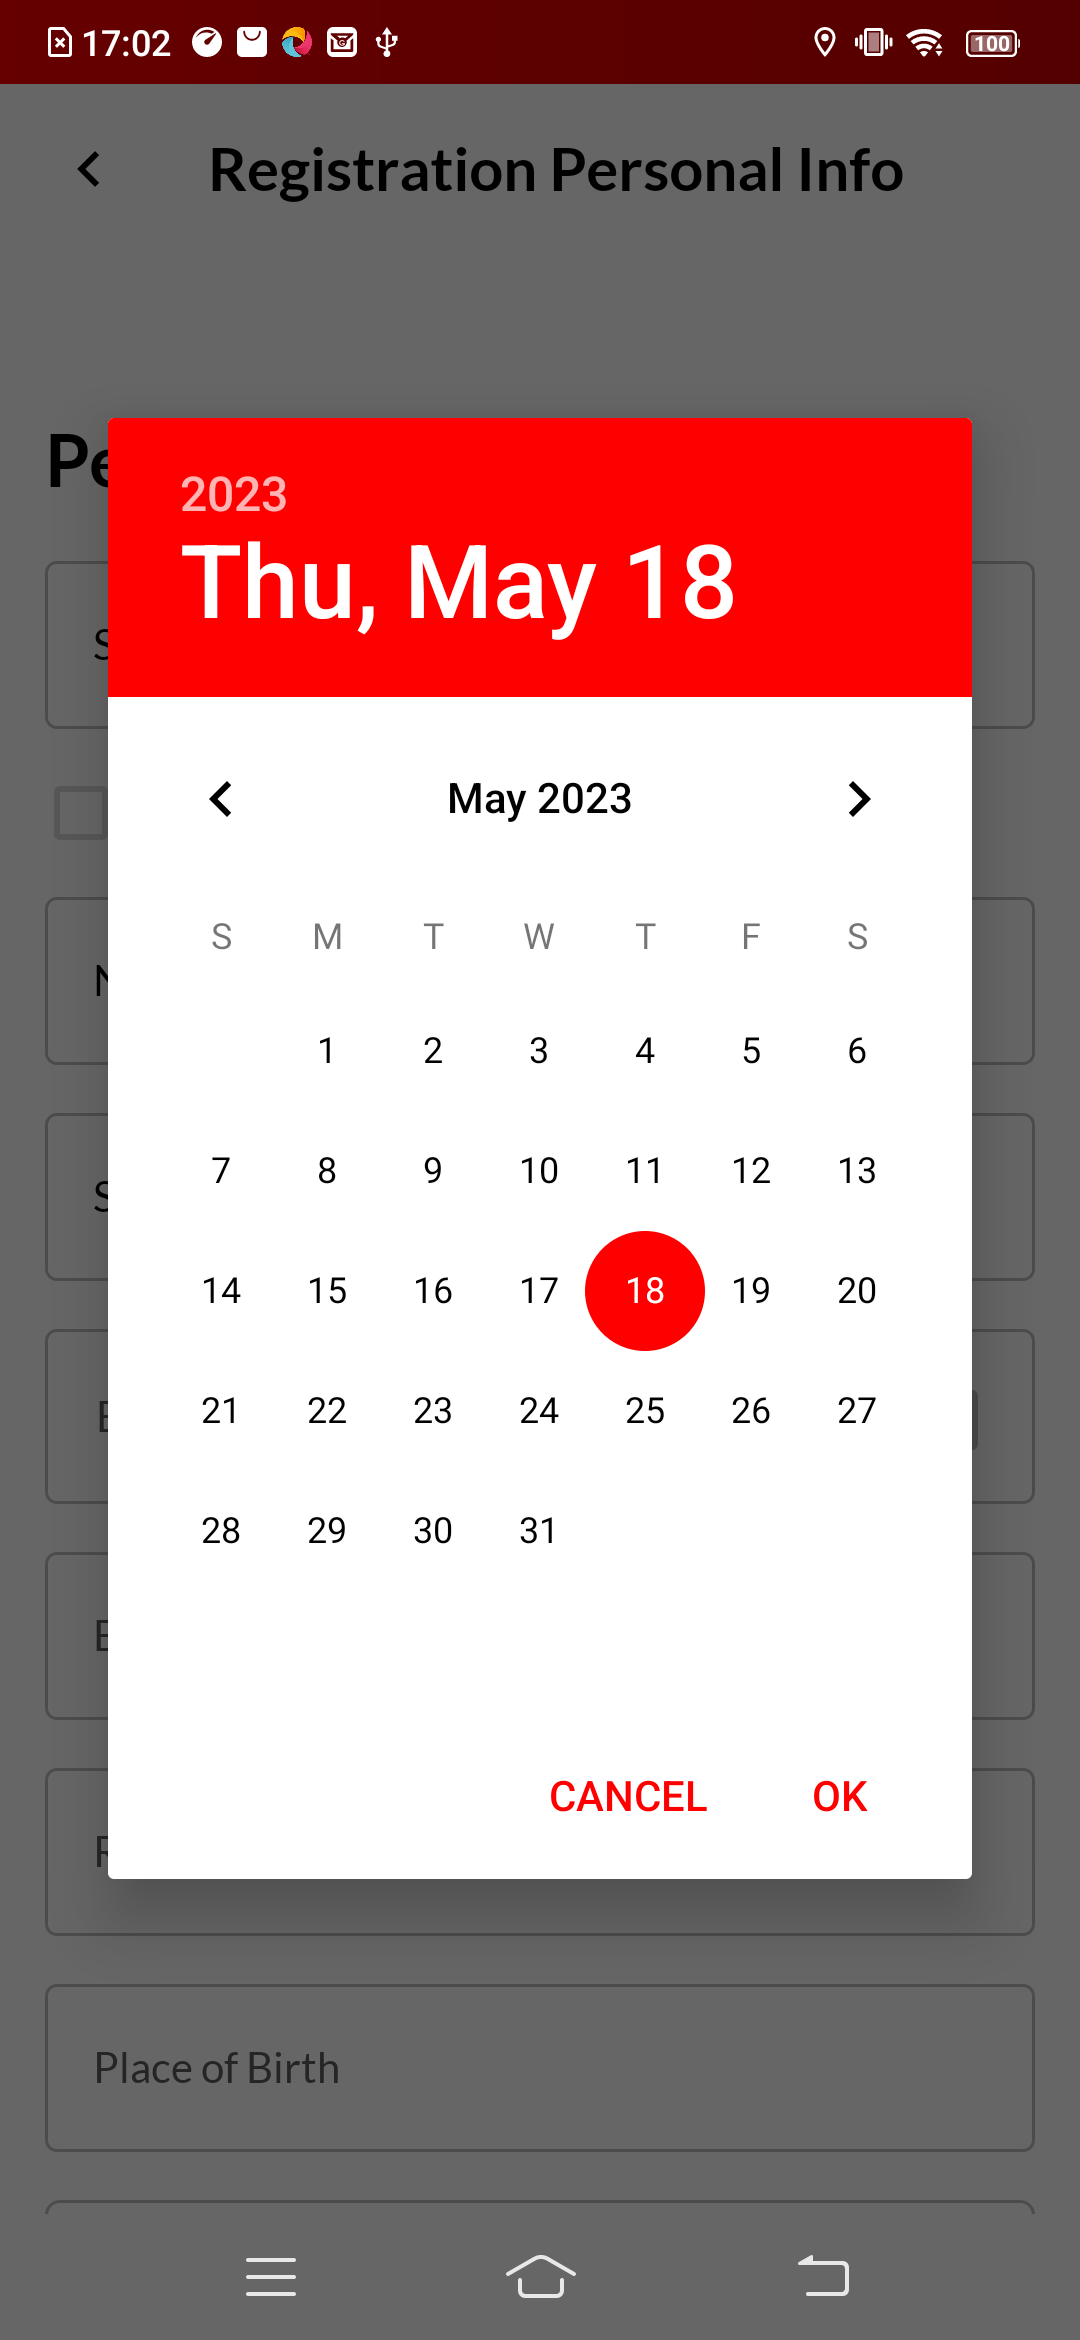 17:02
100
Registration Personal Info
2023
Thu, May 18
May 2023
S M T W T F S
1 2 3 4 5 6
7 8 9 10 11 12 13
14 15 16 17 18 19 20
21 22 23 24 25 26 27
28 29 30 31
CANCEL OK
Place of Birth